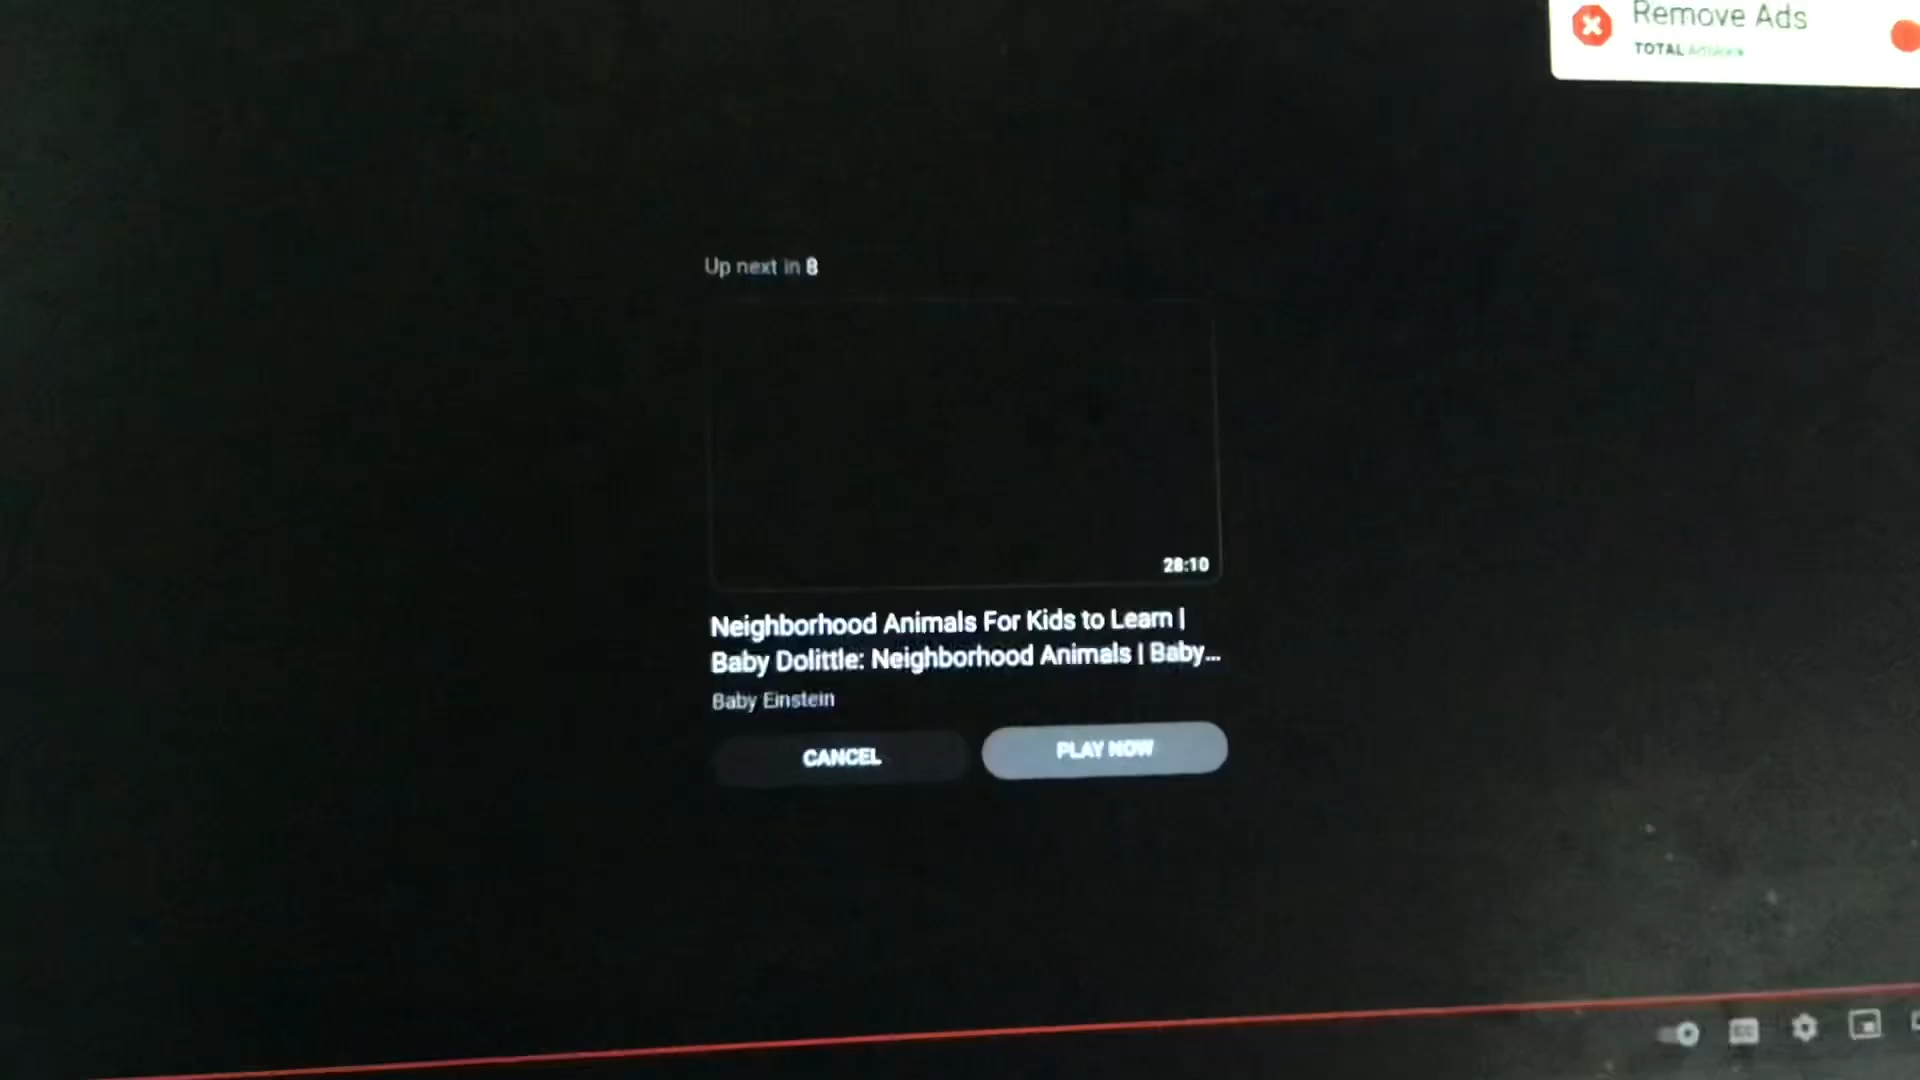 Remove Ads
TOTAL Adblock
Up next in 8
28:10
Neighborhood Animals For Kids to Learn |
Baby Dolittle: Neighborhood Animals | Baby...
Baby Einstein
CANCEL
PLAY NOW